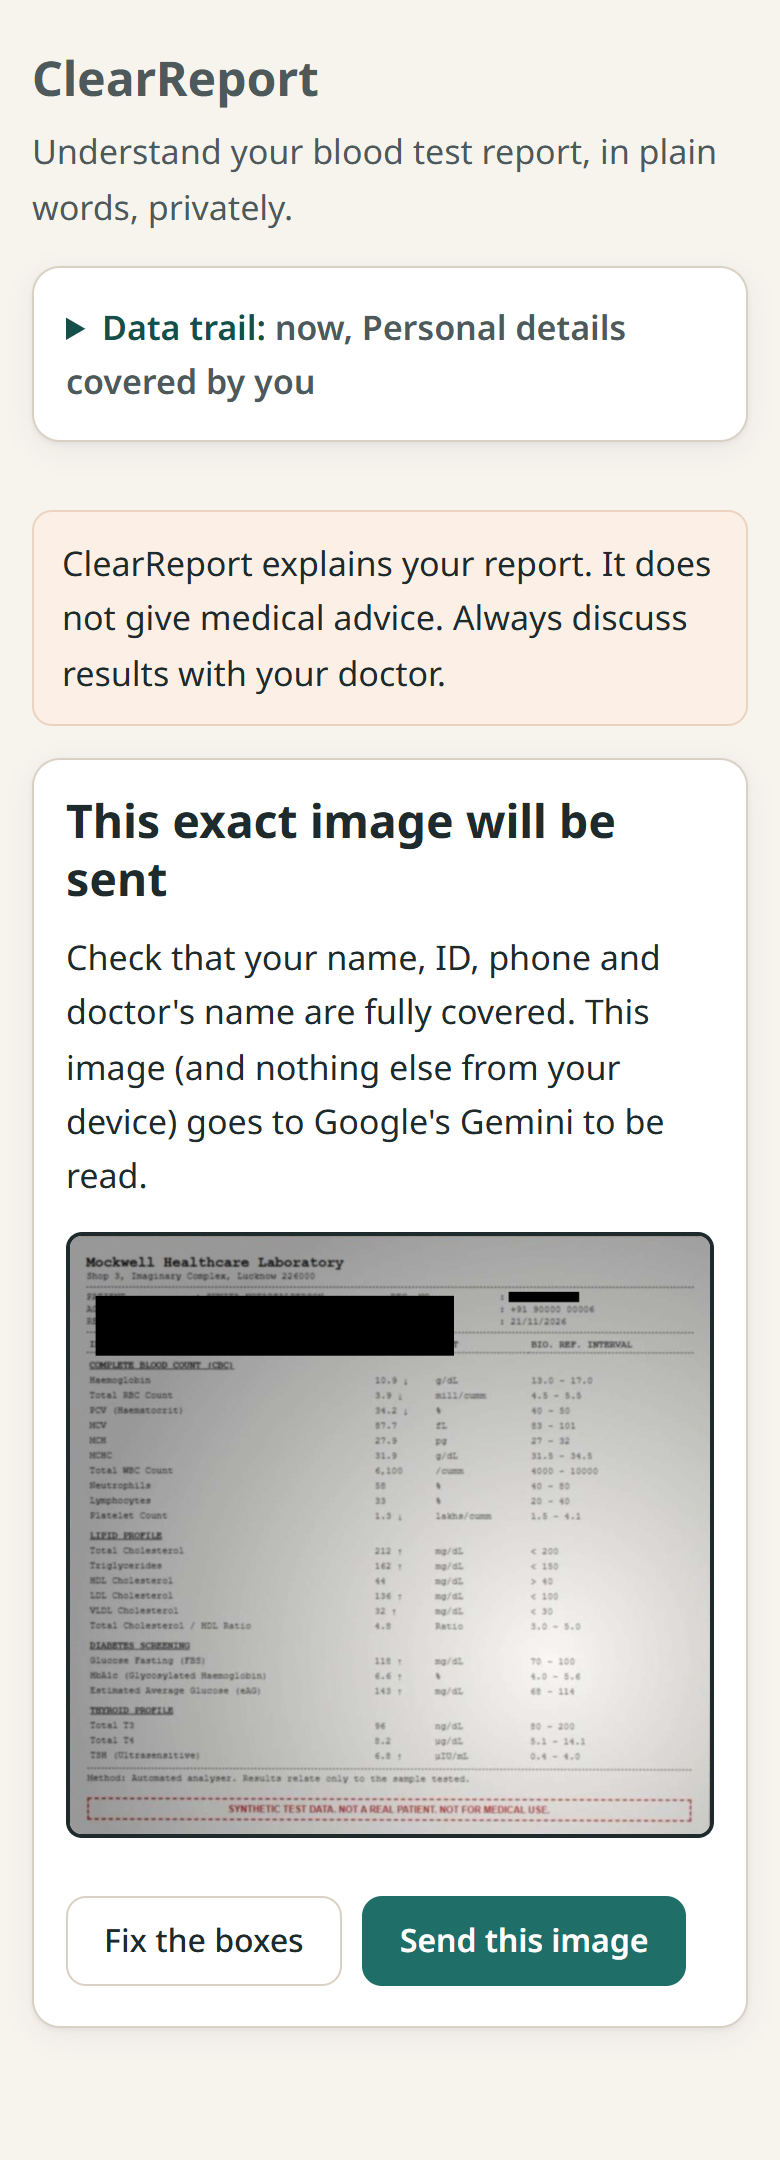 ClearReport
Understand your blood test report, in plain
words, privately.
▶ Data trail: now, Personal details
covered by you
ClearReport explains your report. It does
not give medical advice. Always discuss
results with your doctor.
This exact image will be
sent
Check that your name, ID, phone and
doctor's name are fully covered. This
image (and nothing else from your
device) goes to Google's Gemini to be
read.
Mockwell Healthcare Laboratory
Shop 3, Imaginary Complex, Lucknow 226000
:
: +91 90000 00006
: 21/11/2026
BIO. REF. INTERVAL
COMPLETE BLOOD COUNT (CBC)
Haemoglobin 10.9 ↓ g/dL 13.0 - 17.0
Total RBC Count 3.9 ↓ mill/cumm 4.5 - 5.5
PCV (Haematocrit) 34.2 ↓ % 40 - 50
MCV 87.7 fL 83 - 101
MCH 27.9 pg 27 - 32
MCHC 31.9 g/dL 31.5 - 34.5
Total WBC Count 6,100 /cumm 4000 - 10000
Neutrophils 58 % 40 - 80
Lymphocytes 33 % 20 - 40
Platelet Count 1.3 ↓ lakhs/cumm 1.5 - 4.1
LIPID PROFILE
Total Cholesterol 212 ↑ mg/dL < 200
Triglycerides 162 ↑ mg/dL < 150
HDL Cholesterol 44 mg/dL > 40
LDL Cholesterol 136 ↑ mg/dL < 100
VLDL Cholesterol 32 ↑ mg/dL < 30
Total Cholesterol / HDL Ratio 4.8 Ratio 3.0 - 5.0
DIABETES SCREENING
Glucose Fasting (FBS) 118 ↑ mg/dL 70 - 100
HbA1c (Glycosylated Haemoglobin) 6.6 ↑ % 4.0 - 5.6
Estimated Average Glucose (eAG) 143 ↑ mg/dL 68 - 114
THYROID PROFILE
Total T3 96 ng/dL 80 - 200
Total T4 8.2 ug/dL 5.1 - 14.1
TSH (Ultrasensitive) 6.8 ↑ µIU/mL 0.4 - 4.0
Method: Automated analyser. Results relate only to the sample tested.
SYNTHETIC TEST DATA. NOT A REAL PATIENT. NOT FOR MEDICAL USE.
Fix the boxes
Send this image